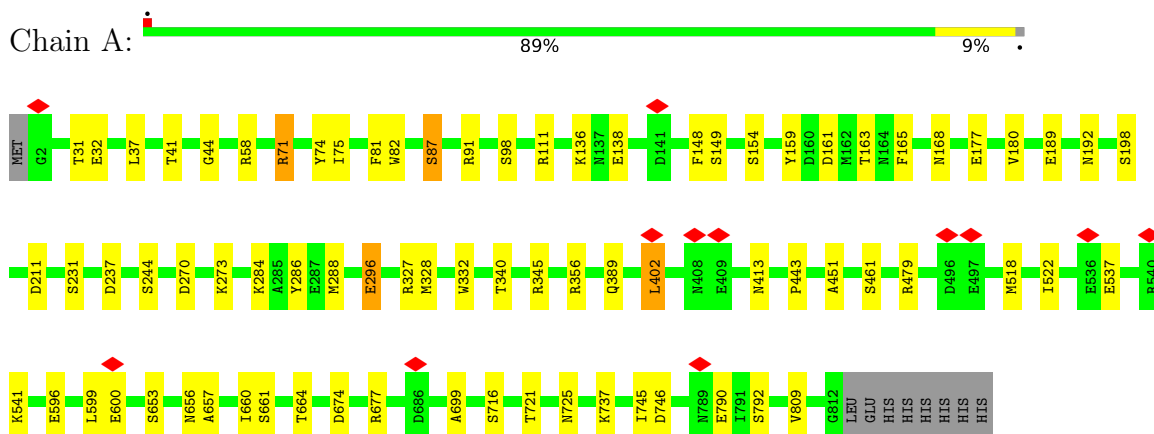 Chain A:
89%
9%
MET G2 T31 E32 L37 T41 G44 R58 R71 Y74 I75 F81 W82 S87 R91 S98 R111 K136 N137 E138 D141 F148 S149 S154 Y159 D160 D161 M162 T163 N164 F165 N168 E177 V180 E189 N192 S198
D211 S231 D237 S244 D270 K273 K284 A285 Y286 E287 M288 E296 R327 M328 W332 T340 R345 R356 Q389 L402 N408 E409 N413 P443 A451 S461 R479 D496 E497 M518 I522 E536 E537 R540
K541 E596 L599 E600 S653 N656 A657 I660 S661 T664 D674 R677 D686 A699 S716 T721 N725 K737 I745 D746 N789 E790 I791 S792 V809 G812 LEU GLU HIS HIS HIS HIS HIS HIS